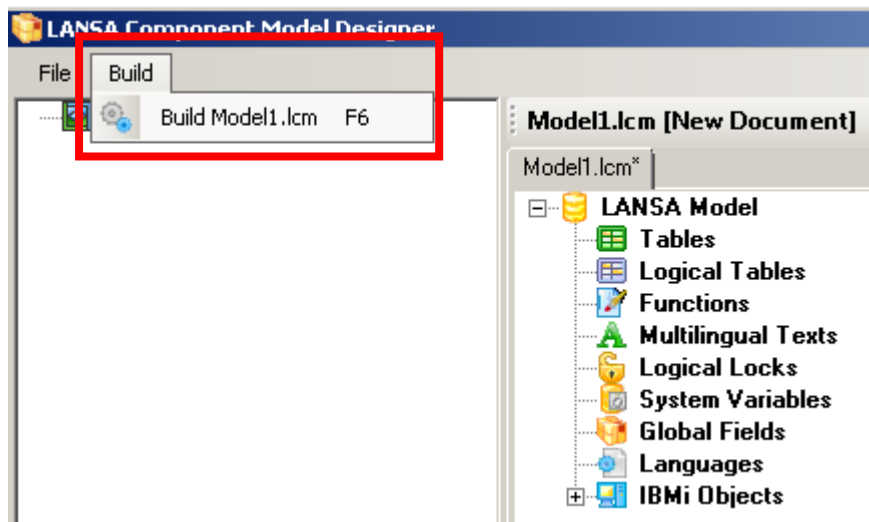 LANSA Component Model Designer
File Build
Build Model1.lcm F6
Model1.lcm [New Document]
Model1.lcm*
LANSA Model
Tables
Logical Tables
Functions
Multilingual Texts
Logical Locks
System Variables
Global Fields
Languages
IBMi Objects